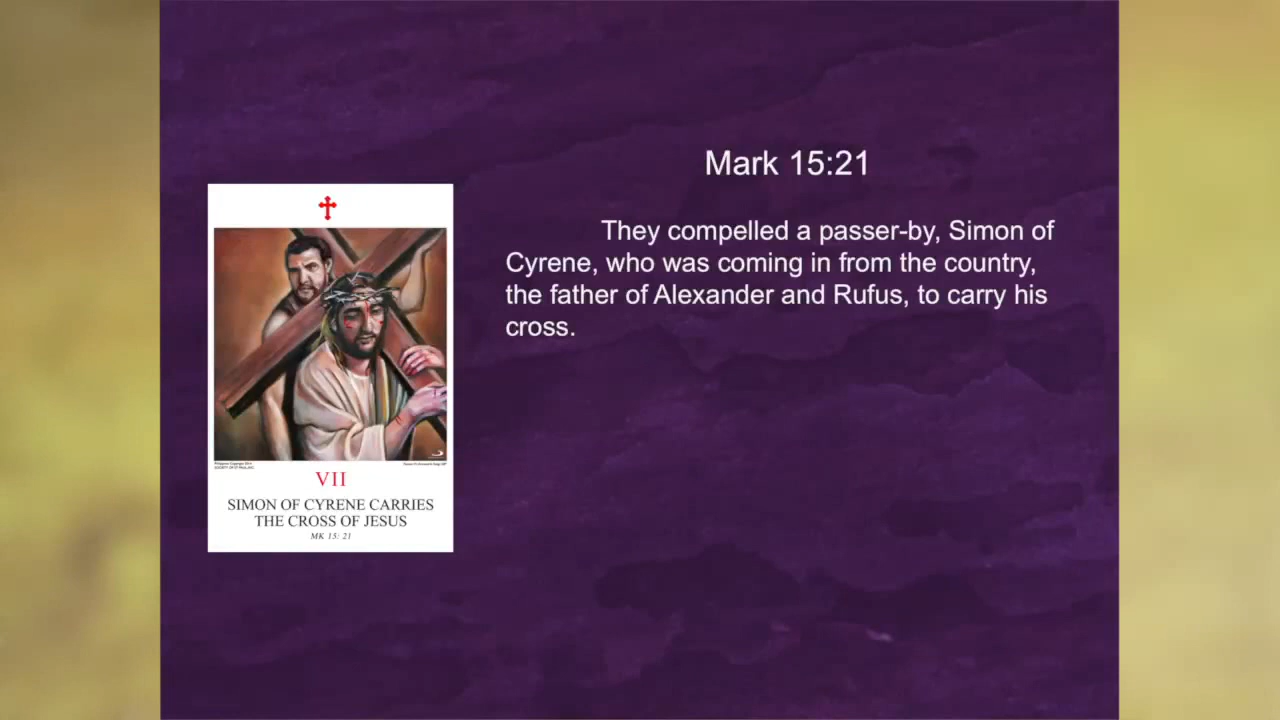 Mark 15:21
They compelled a passer-by, Simon of
Cyrene, who was coming in from the country,
the father of Alexander and Rufus, to carry his
cross.
VII
SIMON OF CYRENE CARRIES
THE CROSS OF JESUS
MK 15: 21